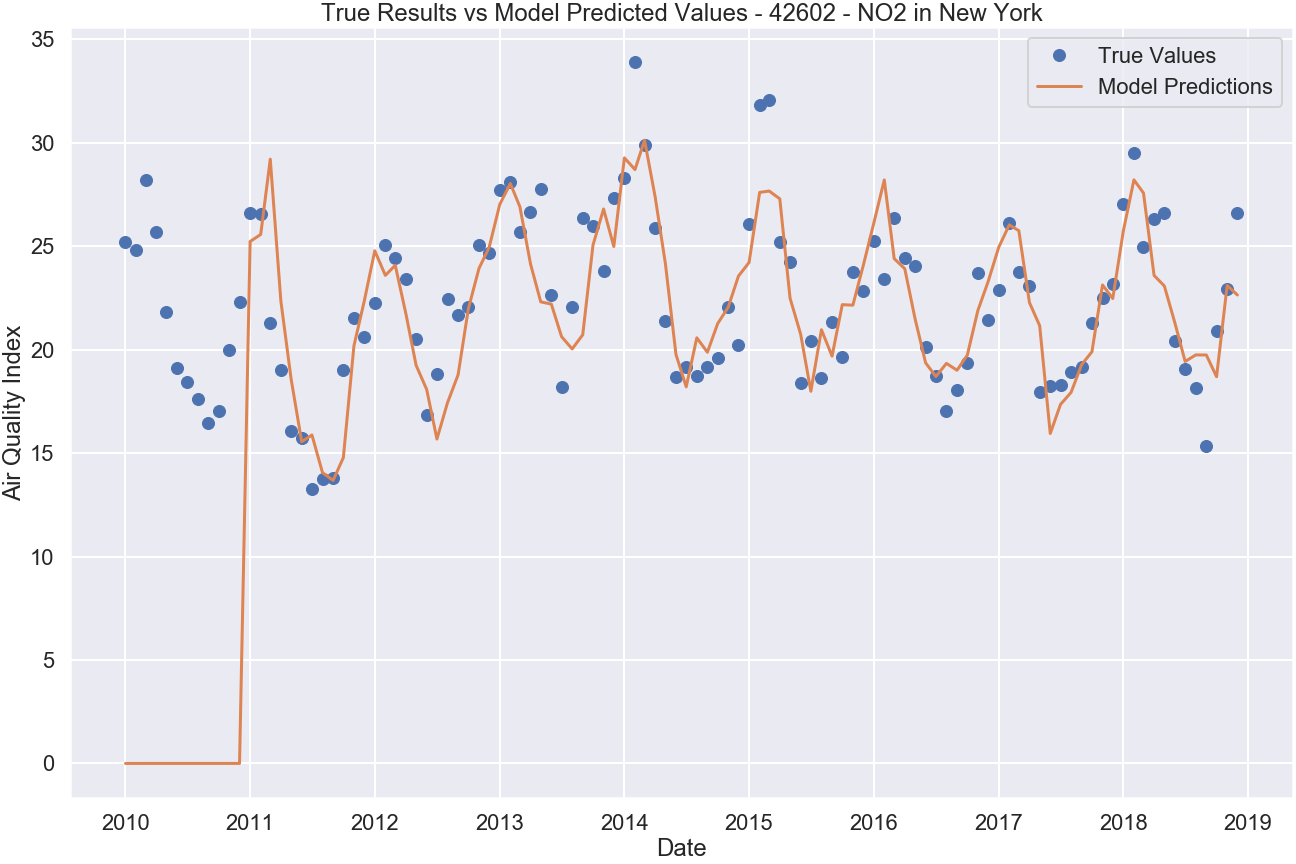 True Results vs Model Predicted Values - 42602 - NO2 in New York
True Values
Model Predictions
Air Quality Index
35
30
25
20
15
10
5
0
2010 2011 2012 2013 2014 2015 2016 2017 2018 2019
Date